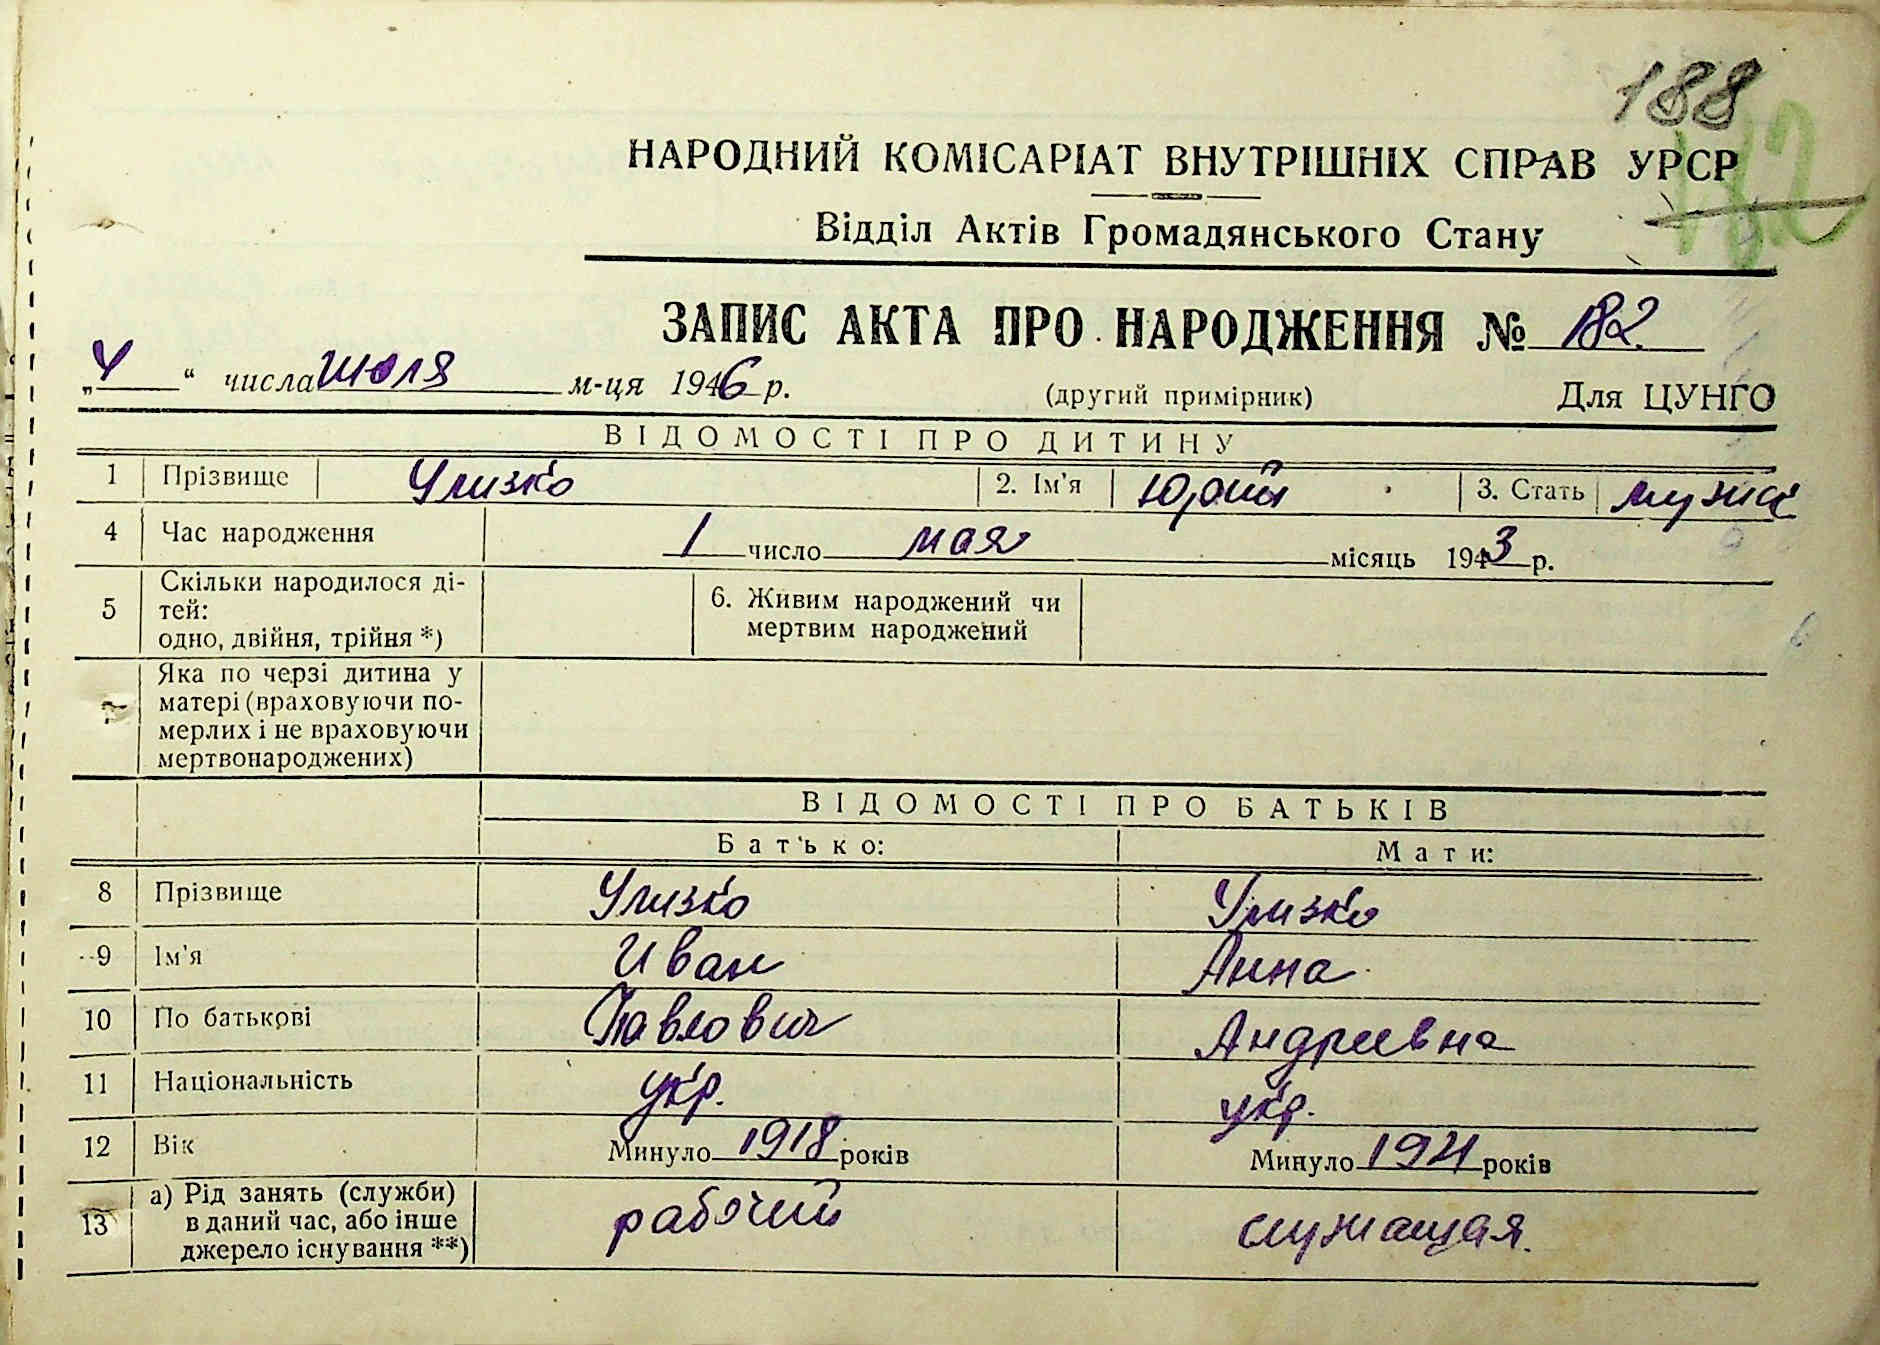 188
182
НАРОДНИЙ КОМІСАРІАТ ВНУТРІШНІХ СПРАВ УРСР
Відділ Актів Громадянського Стану
ЗАПИС АКТА ПРО НАРОДЖЕННЯ № 182.
„4“ числа июля м-ця 1946 р. (другий примірник) Для ЦУНГО
ВІДОМОСТІ ПРО ДИТИНУ
1 Прізвище Улизко 2. Ім'я Юрий 3. Стать мужск
4 Час народження 1 число мая місяць 1943 р.
5 Скільки народилося ді-
тей:
одно, двійня, трійня *) 6. Живим народжений чи
мертвим народжений
Яка по черзі дитина у
матері (враховуючи по-
мерлих і не враховуючи
мертвонароджених)
ВІДОМОСТІ ПРО БАТЬКІВ
Батько: Мати:
8 Прізвище Улизко Улизко
9 Ім'я Иван Анна
10 По батькові Павлович Андреевна
11 Національність укр. укр.
12 Вік Минуло 1918 років Минуло 1921 років
13 а) Рід занять (служби)
в даний час, або інше
джерело існування **) рабочий служащая.